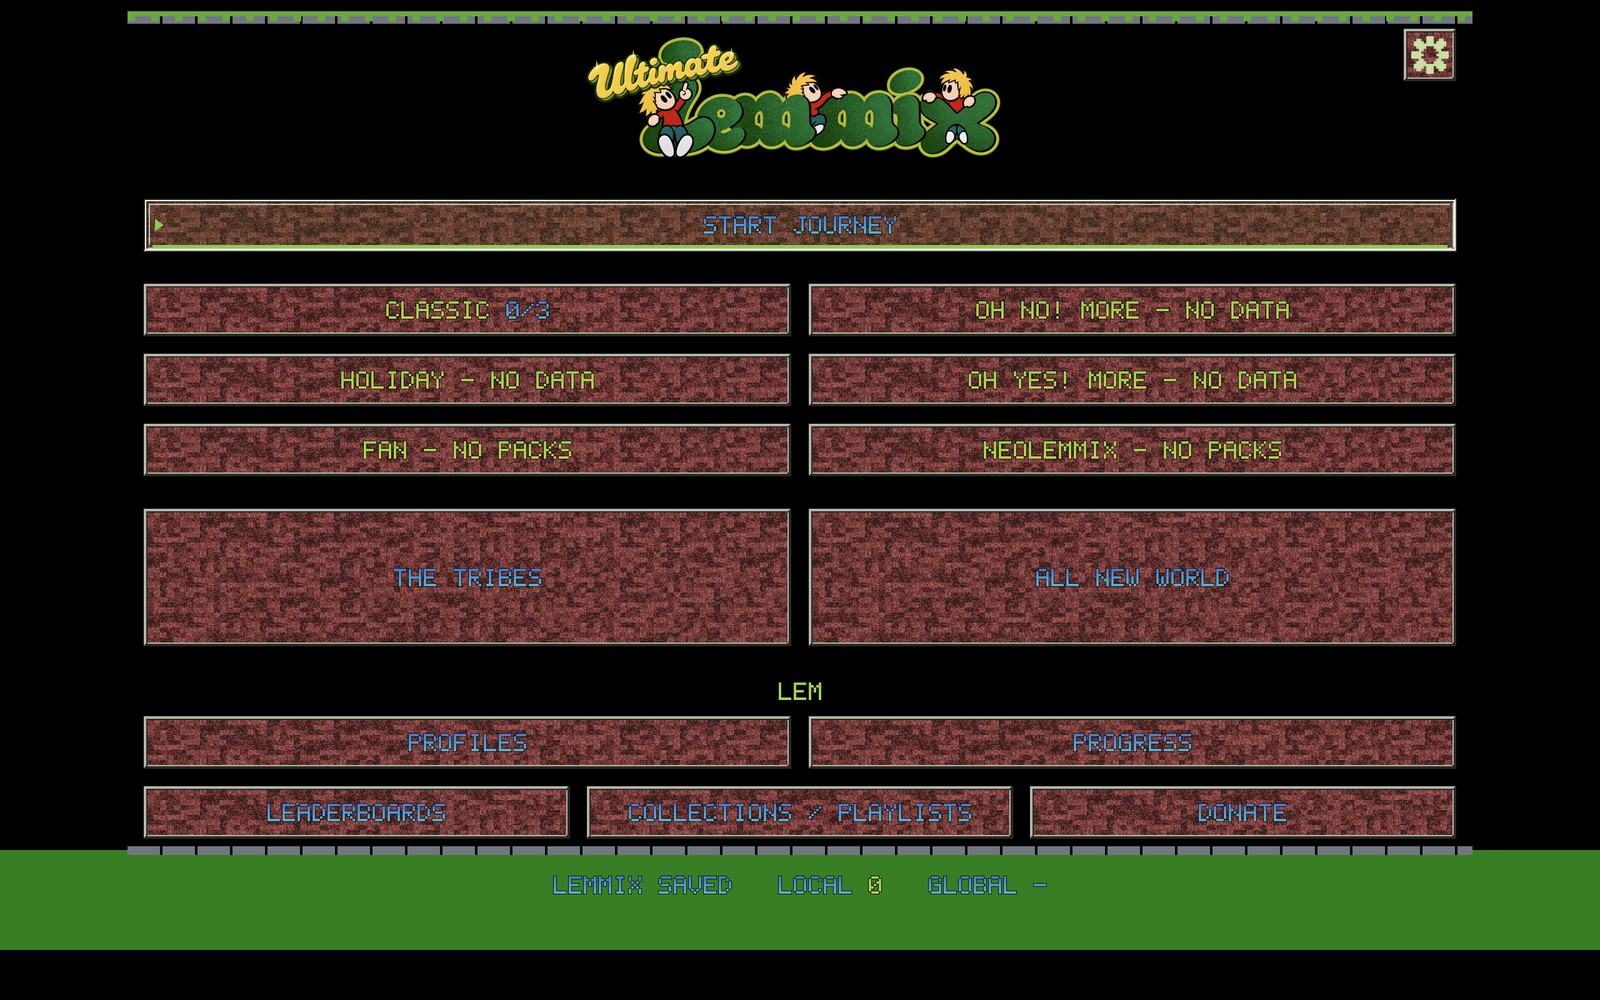 Ultimate
Lemmix
START JOURNEY
CLASSIC 0/3
OH NO! MORE - NO DATA
HOLIDAY - NO DATA
OH YES! MORE - NO DATA
FAN - NO PACKS
NEOLEMMIX - NO PACKS
THE TRIBES
ALL NEW WORLD
LEM
PROFILES
PROGRESS
LEADERBOARDS
COLLECTIONS / PLAYLISTS
DONATE
LEMMIX SAVED LOCAL 0 GLOBAL -